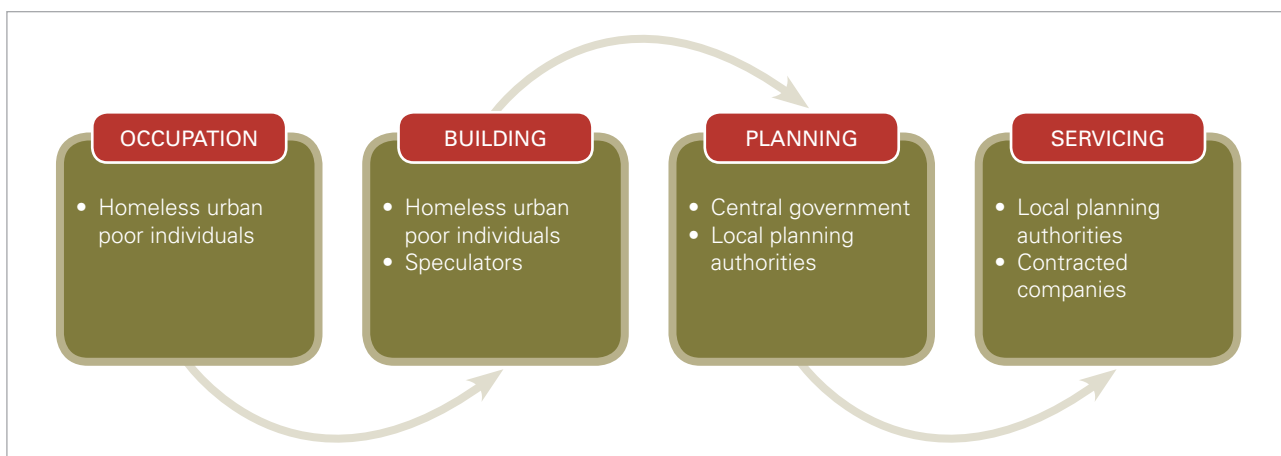 OCCUPATION
• Homeless urban
poor individuals
BUILDING
• Homeless urban
poor individuals
• Speculators
PLANNING
• Central government
• Local planning
authorities
SERVICING
• Local planning
authorities
• Contracted
companies